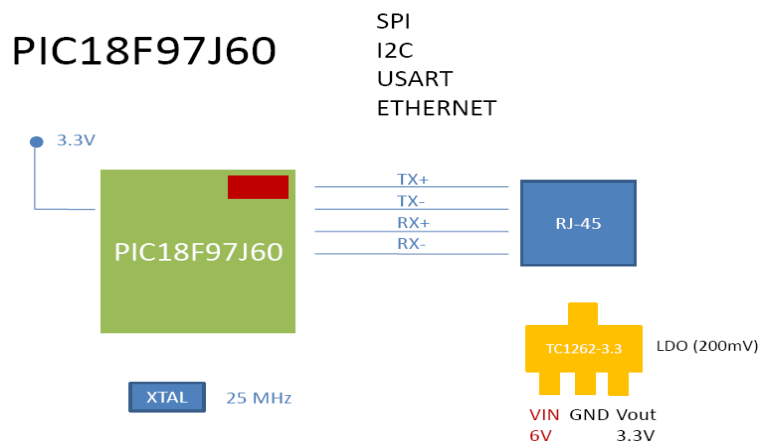 PIC18F97J60
SPI
I2C
USART
ETHERNET
3.3V
PIC18F97J60
TX+
TX-
RX+
RX-
RJ-45
TC1262-3.3
LDO (200mV)
XTAL
25 MHz
VIN GND Vout
6V 3.3V